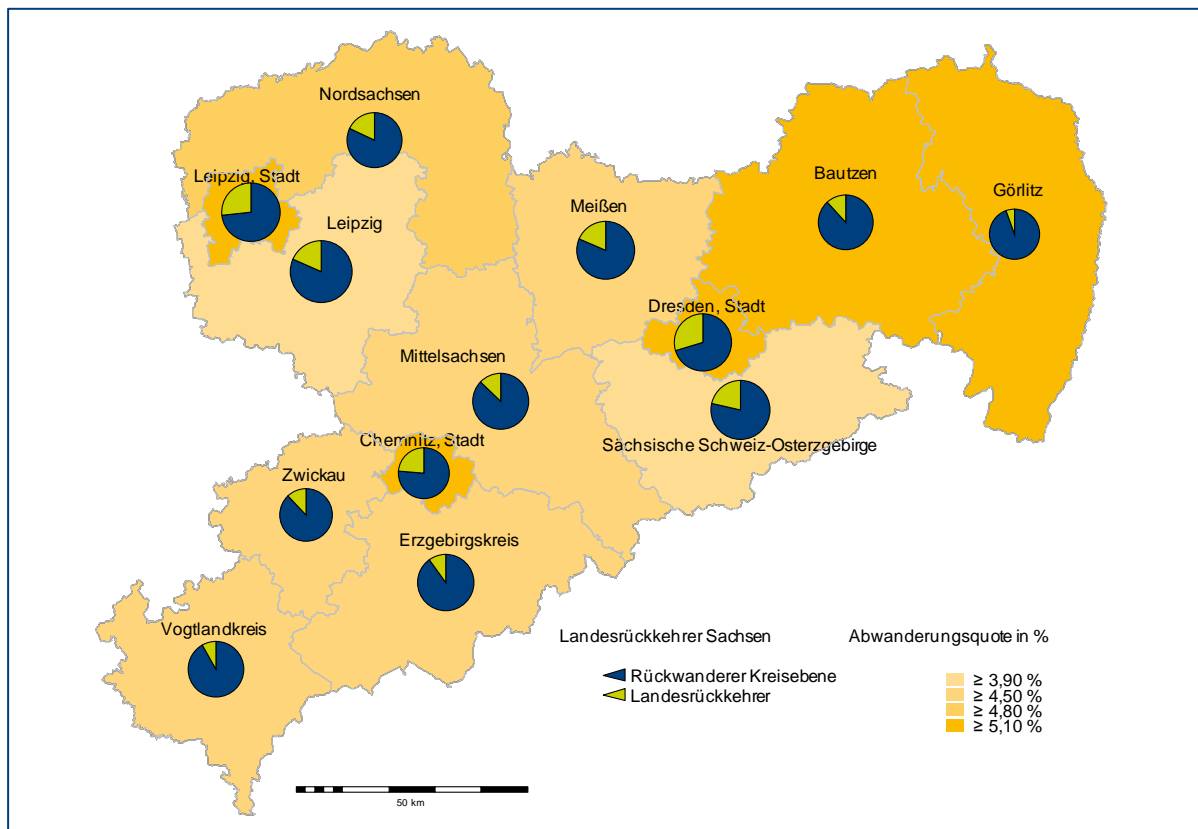 Nordsachsen
Leipzig, Stadt
Leipzig
Meißen
Bautzen
Görlitz
Dresden, Stadt
Mittelsachsen
Sächsische Schweiz-Osterzgebirge
Chemnitz, Stadt
Zwickau
Erzgebirgskreis
Vogtlandkreis
Landesrückkehrer Sachsen
Rückwanderer Kreisebene
Landesrückkehrer
Abwanderungsquote in %
≥ 3,90 %
≥ 4,50 %
≥ 4,80 %
≥ 5,10 %
50 km